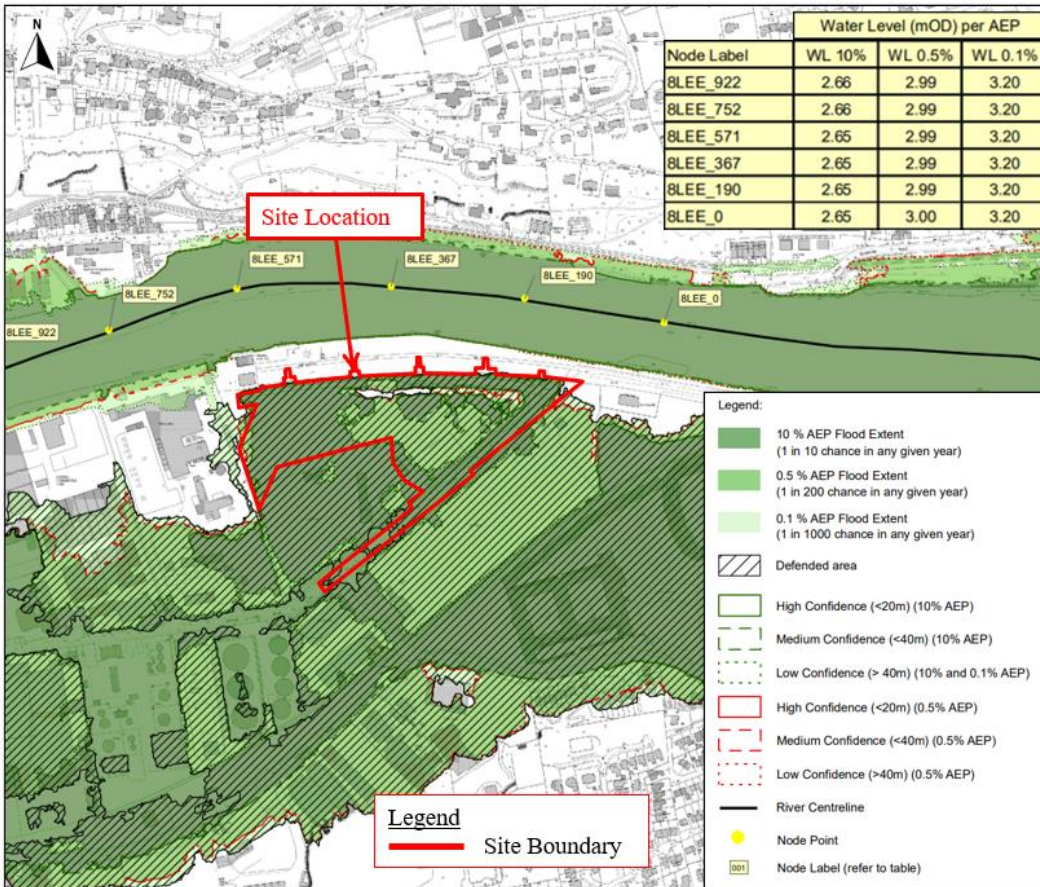 N
Water Level (mOD) per AEP
Node Label WL 10% WL 0.5% WL 0.1%
8LEE_922 2.66 2.99 3.20
8LEE_752 2.66 2.99 3.20
8LEE_571 2.65 2.99 3.20
8LEE_367 2.65 2.99 3.20
8LEE_190 2.65 2.99 3.20
8LEE_0 2.65 3.00 3.20
Site Location
8LEE_571
8LEE_367
8LEE_190
8LEE_752
8LEE_0
8LEE_922
Legend:
10 % AEP Flood Extent
(1 in 10 chance in any given year)
0.5 % AEP Flood Extent
(1 in 200 chance in any given year)
0.1 % AEP Flood Extent
(1 in 1000 chance in any given year)
Defended area
High Confidence (<20m) (10% AEP)
Medium Confidence (<40m) (10% AEP)
Low Confidence (> 40m) (10% and 0.1% AEP)
High Confidence (<20m) (0.5% AEP)
Medium Confidence (<40m) (0.5% AEP)
Low Confidence (>40m) (0.5% AEP)
River Centreline
Node Point
001 Node Label (refer to table)
Legend
Site Boundary